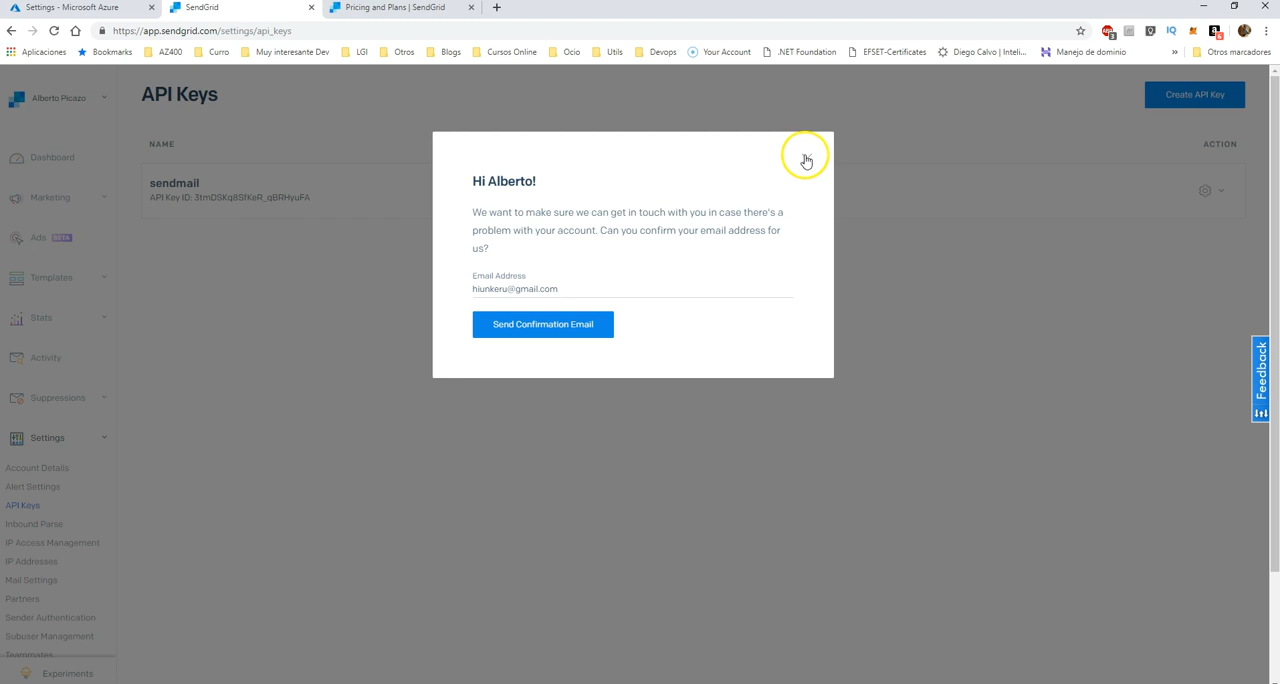 Settings - Microsoft Azure
SendGrid
Pricing and Plans | SendGrid
https://app.sendgrid.com/settings/api_keys
Aplicaciones
Bookmarks
AZ400
Curro
Muy interesante Dev
LGI
Otros
Blogs
Cursos Online
Ocio
Utils
Devops
Your Account
.NET Foundation
EFSET-Certificates
Diego Calvo | Inteli...
Manejo de dominio
»
Otros marcadores
Alberto Picazo
API Keys
Create API Key
NAME
ACTION
sendmail
API Key ID: 3tmDSKq8SfKeR_qBRHyuFA
Dashboard
Marketing
Ads BETA
Templates
Stats
Activity
Suppressions
Settings
Account Details
Alert Settings
API Keys
Inbound Parse
IP Access Management
IP Addresses
Mail Settings
Partners
Sender Authentication
Subuser Management
Teammates
Experiments
Hi Alberto!
We want to make sure we can get in touch with you in case there's a
problem with your account. Can you confirm your email address for
us?
Email Address
hiunkeru@gmail.com
Send Confirmation Email
Feedback